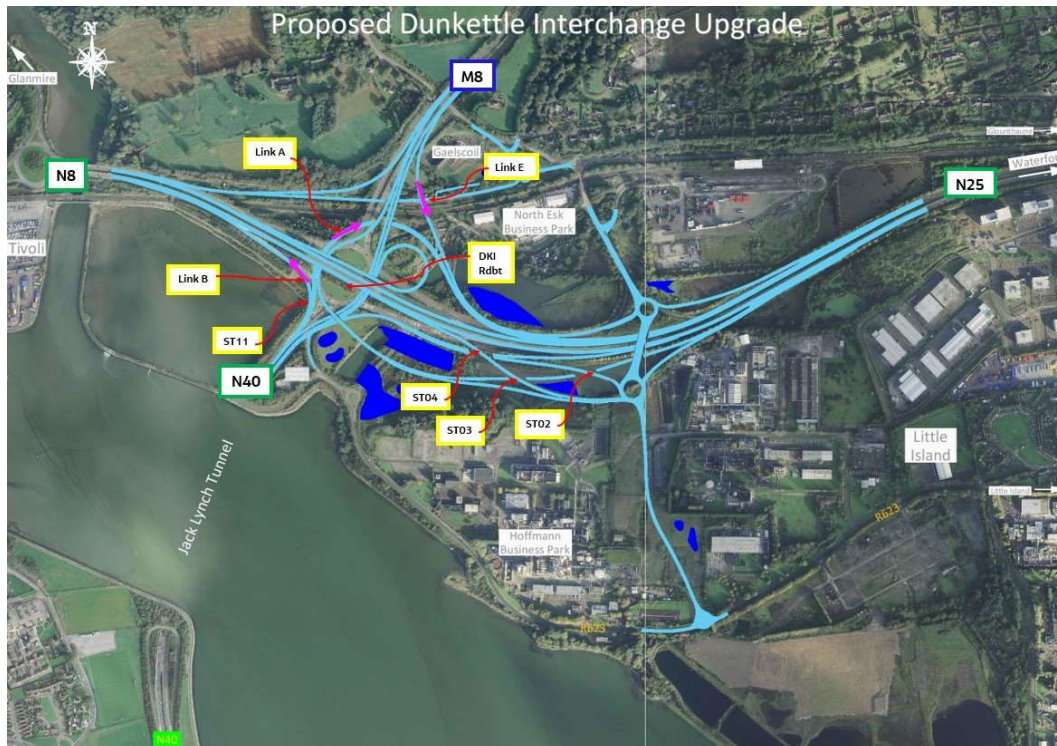 Proposed Dunkettle Interchange Upgrade
N
Glanmire
M8
Link A
Gaelscoil
Link E
Glounthaune
Waterfo
N8
N25
North Esk
Business Park
Tivoli
DKI
Rdbt
Link B
ST11
N40
ST04
ST03
ST02
Little
Island
Jack Lynch Tunnel
Little Island
R623
Hoffmann
Business Park
R623
N40